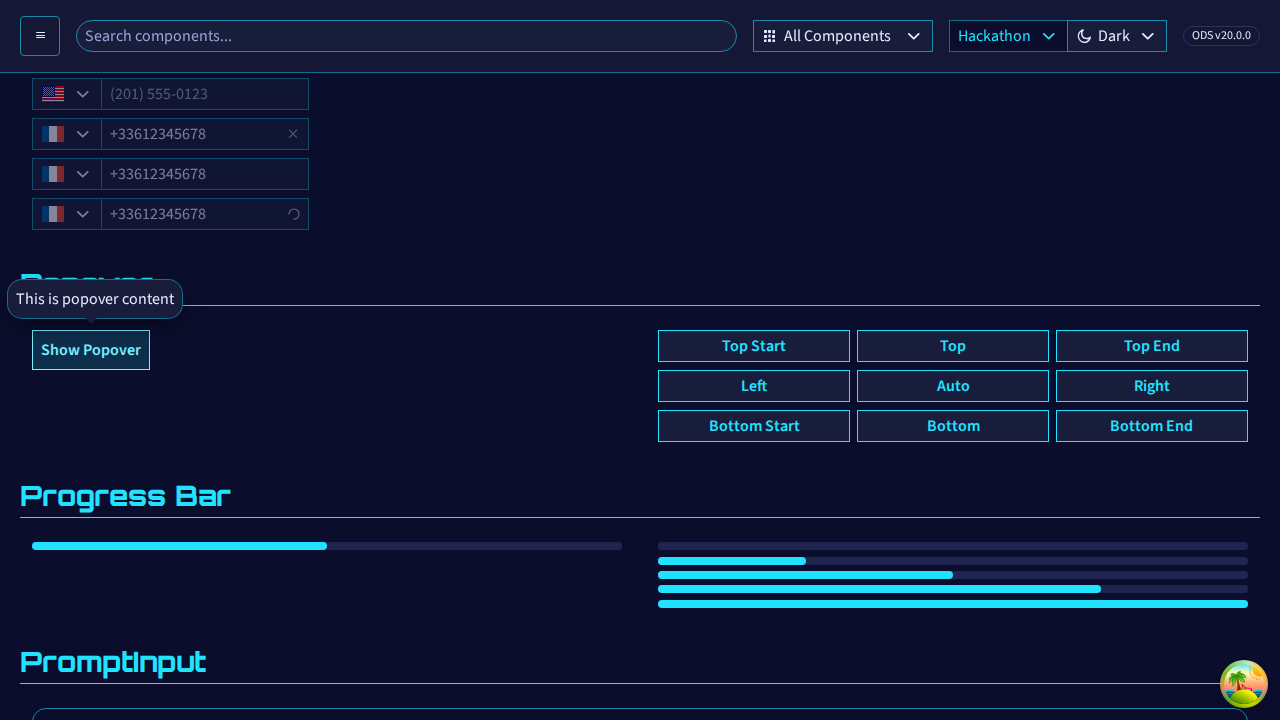 ≡
Search components...
All Components
Hackathon
Dark
ODS v20.0.0
(201) 555-0123
+33612345678
+33612345678
+33612345678
This is popover content
Show Popover
Top Start
Top
Top End
Left
Auto
Right
Bottom Start
Bottom
Bottom End
Progress Bar
PromptInput